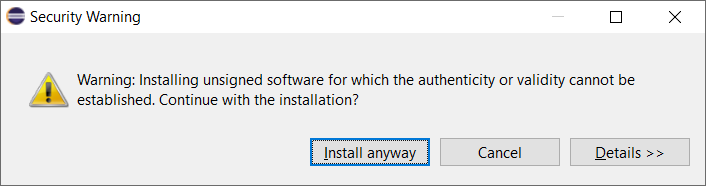 Security Warning
Warning: Installing unsigned software for which the authenticity or validity cannot be
established. Continue with the installation?
Install anyway
Cancel
Details >>